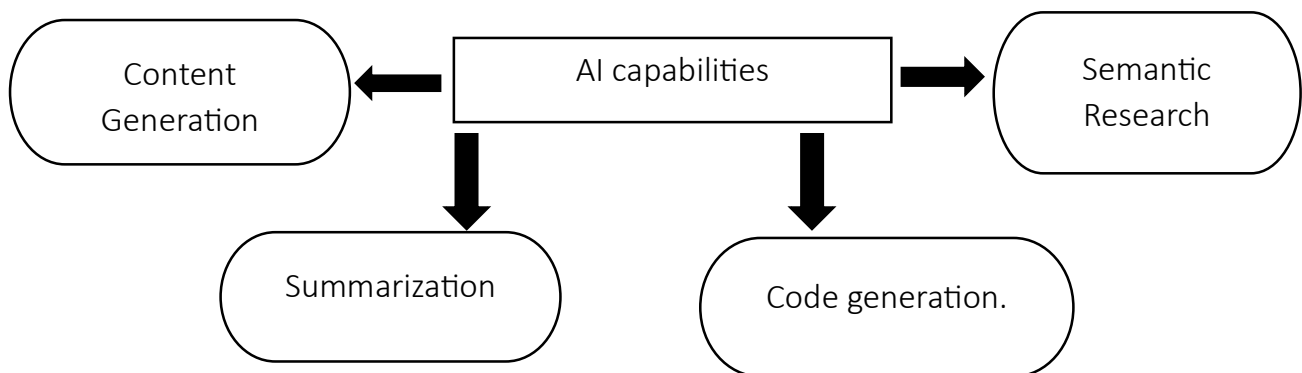 Content
Generation
AI capabilities
Semantic
Research
Summarization
Code generation.